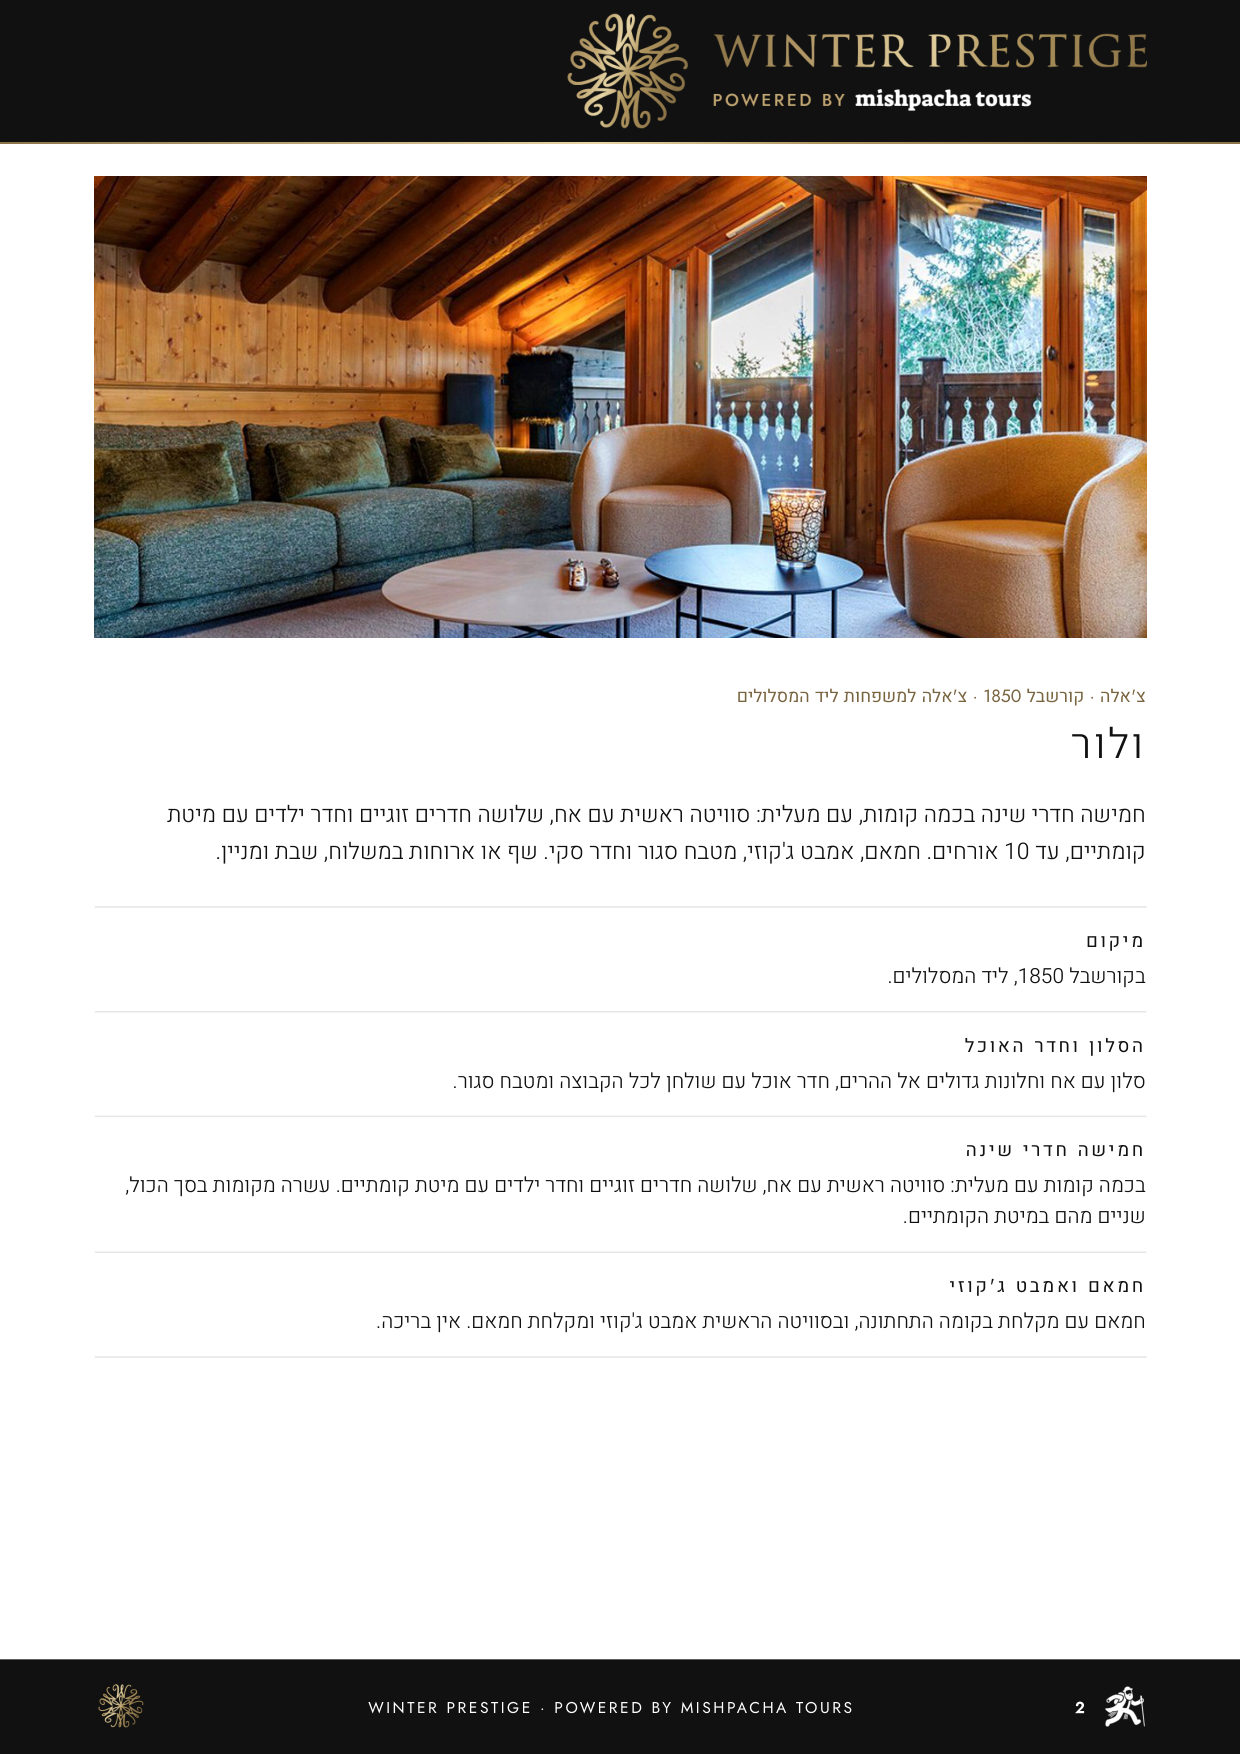 WINTER PRESTIGE
POWERED BY mishpacha tours
צ'אלה · קורשבל 1850 · צ'אלה למשפחות ליד המסלולים
ולור
חמישה חדרי שינה בכמה קומות, עם מעלית: סוויטה ראשית עם אח, שלושה חדרים זוגיים וחדר ילדים עם מיטת
קומתיים, עד 10 אורחים. חמאם, אמבט ג'קוזי, מטבח סגור וחדר סקי. שף או ארוחות במשלוח, שבת ומניין.
מיקום
בקורשבל 1850, ליד המסלולים.
הסלון וחדר האוכל
סלון עם אח וחלונות גדולים אל ההרים, חדר אוכל עם שולחן לכל הקבוצה ומטבח סגור.
חמישה חדרי שינה
בכמה קומות עם מעלית: סוויטה ראשית עם אח, שלושה חדרים זוגיים וחדר ילדים עם מיטת קומתיים. עשרה מקומות בסך הכול,
שניים מהם במיטת הקומתיים.
חמאם ואמבט ג'קוזי
חמאם עם מקלחת בקומה התחתונה, ובסוויטה הראשית אמבט ג'קוזי ומקלחת חמאם. אין בריכה.
WINTER PRESTIGE · POWERED BY MISHPACHA TOURS
2